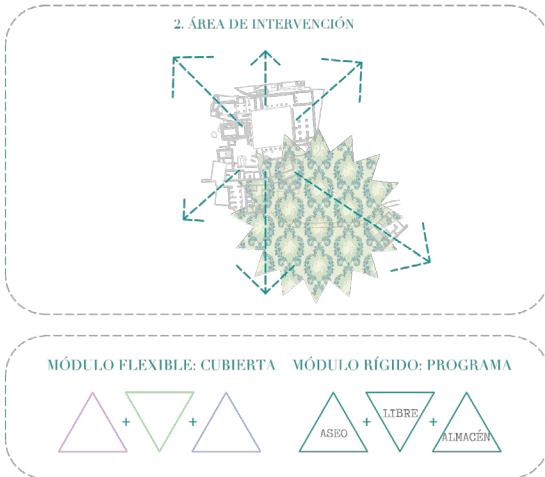 2. ÁREA DE INTERVENCIÓN
MÓDULO FLEXIBLE: CUBIERTA
MÓDULO RÍGIDO: PROGRAMA
+ +
ASEO + LIBRE + ALMACÉN